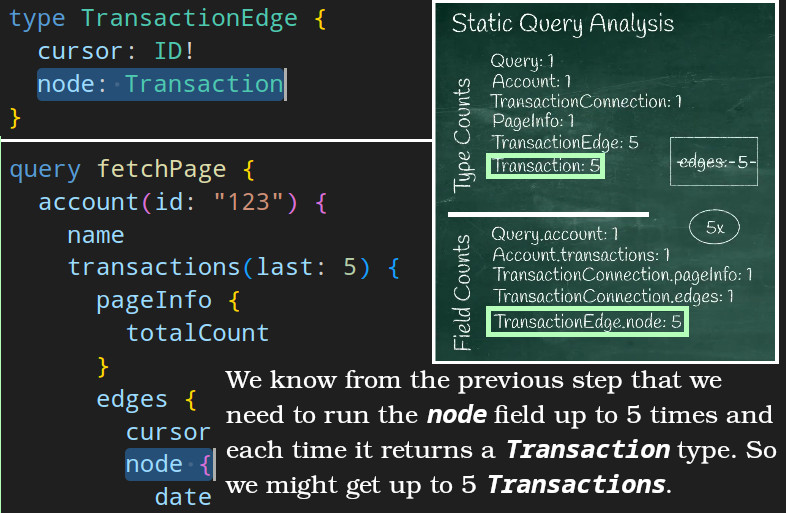 type TransactionEdge {
cursor: ID!
node: Transaction
}
query fetchPage {
account(id: "123") {
name
transactions(last: 5) {
pageInfo {
totalCount
}
edges {
cursor
node {
date
Static Query Analysis
Type Counts
Query: 1
Account: 1
TransactionConnection: 1
PageInfo: 1
TransactionEdge: 5
Transaction: 5
edges: 5
5x
Field Counts
Query.account: 1
Account.transactions: 1
TransactionConnection.pageInfo: 1
TransactionConnection.edges: 1
TransactionEdge.node: 5
We know from the previous step that we
need to run the node field up to 5 times and
each time it returns a Transaction type. So
we might get up to 5 Transactions.